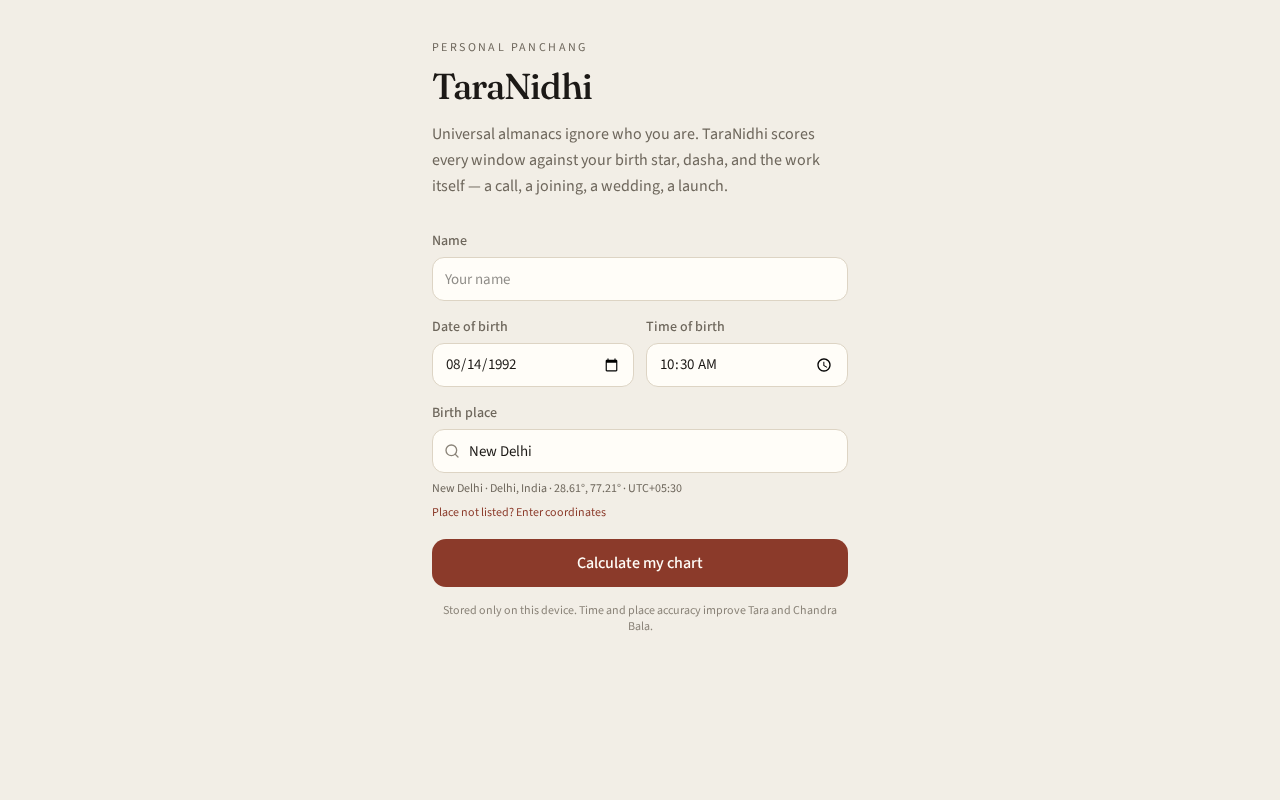 PERSONAL PANCHANG
TaraNidhi
Universal almanacs ignore who you are. TaraNidhi scores
every window against your birth star, dasha, and the work
itself — a call, a joining, a wedding, a launch.
Name
Your name
Date of birth
Time of birth
08/14/1992
10:30 AM
Birth place
New Delhi
New Delhi · Delhi, India · 28.61°, 77.21° · UTC+05:30
Place not listed? Enter coordinates
Calculate my chart
Stored only on this device. Time and place accuracy improve Tara and Chandra
Bala.